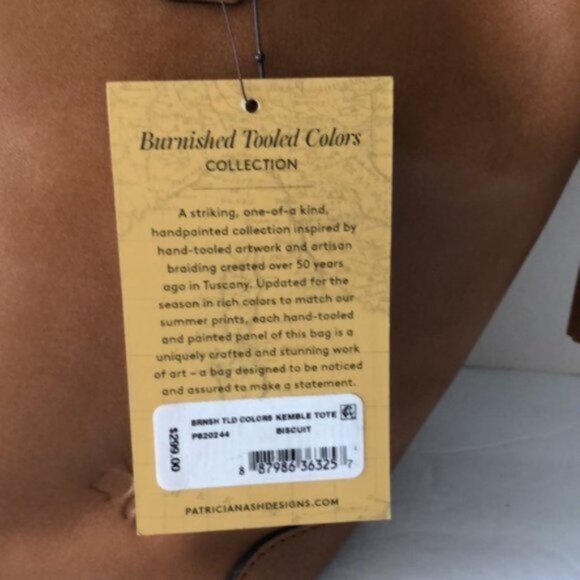 Burnished Tooled Colors
COLLECTION
A striking, one-of-a kind,
handpainted collection inspired by
hand-tooled artwork and artisan
braiding created over 50 years
ago in Tuscany. Updated for the
season in rich colors to match our
summer prints, each hand-tooled
and painted panel of this bag is a
uniquely crafted and stunning work
of art – a bag designed to be noticed
and assured to make a statement.
BRNSH TLD COLORS KEMBLE TOTE
P820244 BISCUIT
$299.00
8 87986 36325 7
PATRICIANASHDESIGNS.COM